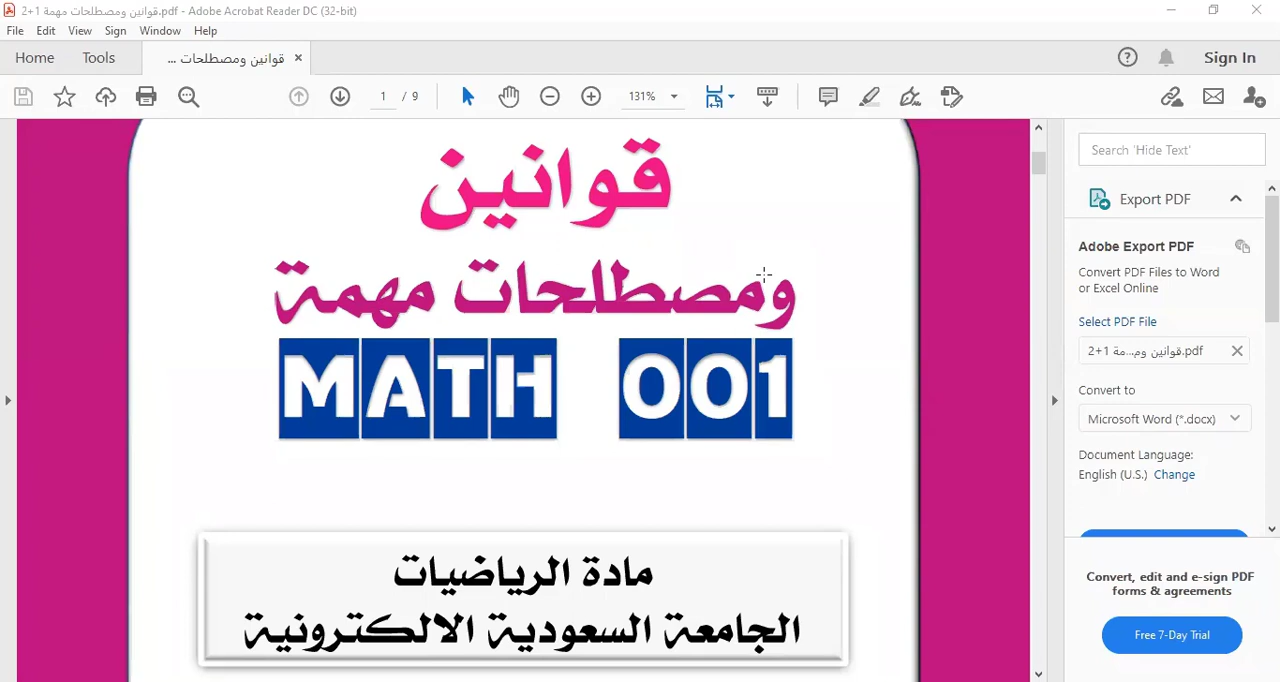 قوانين ومصطلحات مهمة 1+2.pdf - Adobe Acrobat Reader DC (32-bit)
File Edit View Sign Window Help
Home Tools قوانين ومصطلحات ... × Sign In
1 / 9 131%
قوانين
ومصطلحات مهمة
MATH 001
مادة الرياضيات
الجامعة السعودية الالكترونية
Search 'Hide Text'
Export PDF
Adobe Export PDF
Convert PDF Files to Word
or Excel Online
Select PDF File
قوانين وم...مة 1+2.pdf
Convert to
Microsoft Word (*.docx)
Document Language:
English (U.S.) Change
Convert, edit and e-sign PDF
forms & agreements
Free 7-Day Trial